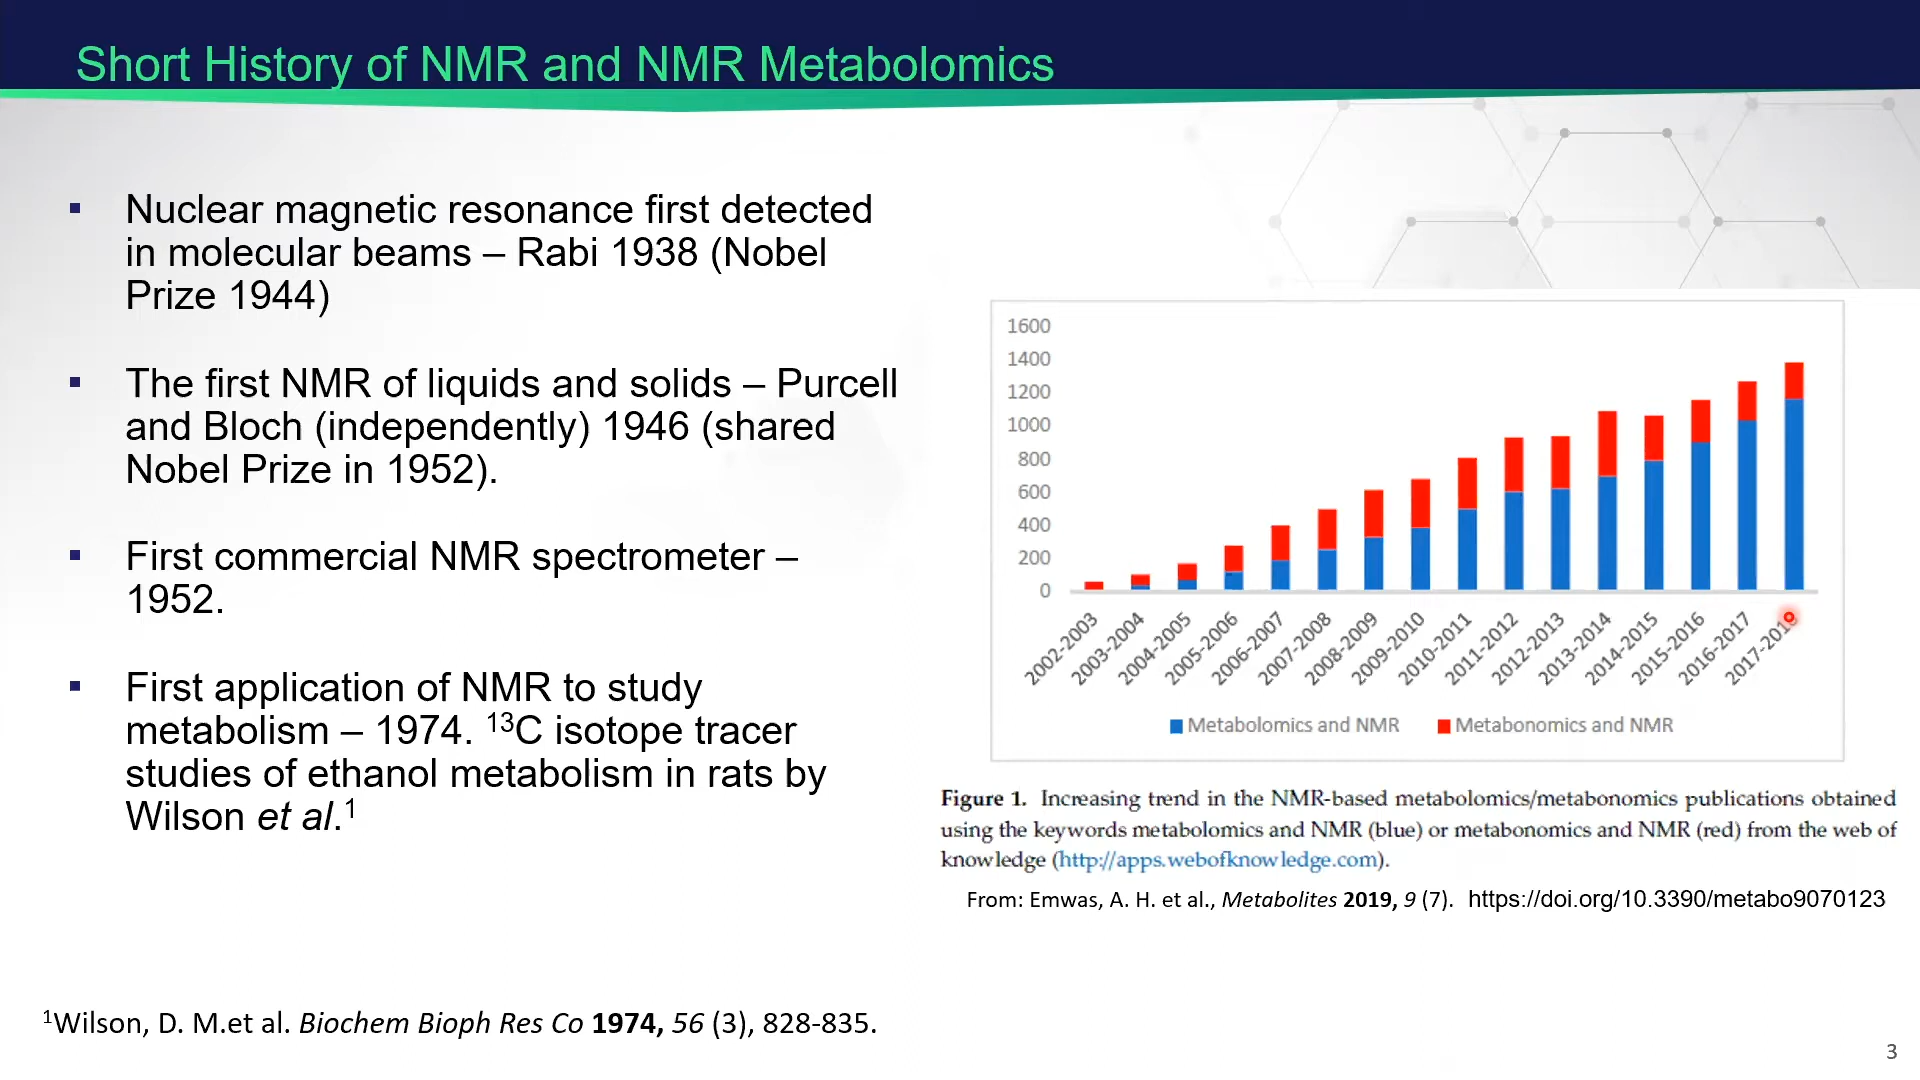 Short History of NMR and NMR Metabolomics
▪ Nuclear magnetic resonance first detected
in molecular beams – Rabi 1938 (Nobel
Prize 1944)
▪ The first NMR of liquids and solids – Purcell
and Bloch (independently) 1946 (shared
Nobel Prize in 1952).
▪ First commercial NMR spectrometer –
1952.
▪ First application of NMR to study
metabolism – 1974. ¹³C isotope tracer
studies of ethanol metabolism in rats by
Wilson et al.¹
1600
1400
1200
1000
800
600
400
200
0
2002-2003
2003-2004
2004-2005
2005-2006
2006-2007
2007-2008
2008-2009
2009-2010
2010-2011
2011-2012
2012-2013
2013-2014
2014-2015
2015-2016
2016-2017
2017-2018
Metabolomics and NMR
Metabonomics and NMR
Figure 1. Increasing trend in the NMR-based metabolomics/metabonomics publications obtained
using the keywords metabolomics and NMR (blue) or metabonomics and NMR (red) from the web of
knowledge (http://apps.webofknowledge.com).
From: Emwas, A. H. et al., Metabolites 2019, 9 (7). https://doi.org/10.3390/metabo9070123
¹Wilson, D. M.et al. Biochem Bioph Res Co 1974, 56 (3), 828-835.
3